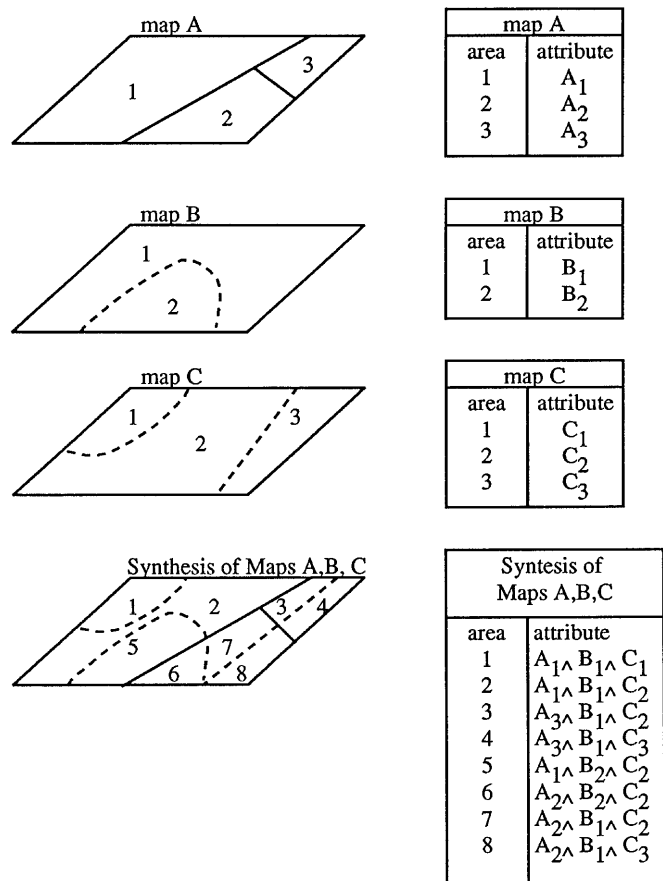 map A
1
3
2
map A
area attribute
1 A1
2 A2
3 A3
map B
1
2
map B
area attribute
1 B1
2 B2
map C
1
2
3
map C
area attribute
1 C1
2 C2
3 C3
Synthesis of Maps A,B, C
1 2 3 4
5 7
6 8
Syntesis of
Maps A,B,C
area attribute
1 A1^ B1^ C1
2 A1^ B1^ C2
3 A3^ B1^ C2
4 A3^ B1^ C3
5 A1^ B2^ C2
6 A2^ B2^ C2
7 A2^ B1^ C2
8 A2^ B1^ C3